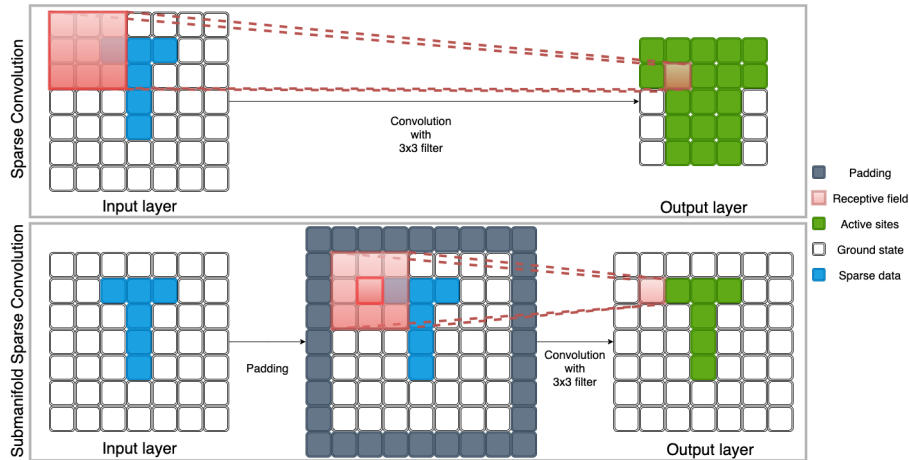 Sparse Convolution
Convolution
with
3x3 filter
Input layer
Output layer
Submanifold Sparse Convolution
Padding
Convolution
with
3x3 filter
Input layer
Output layer
Padding
Receptive field
Active sites
Ground state
Sparse data